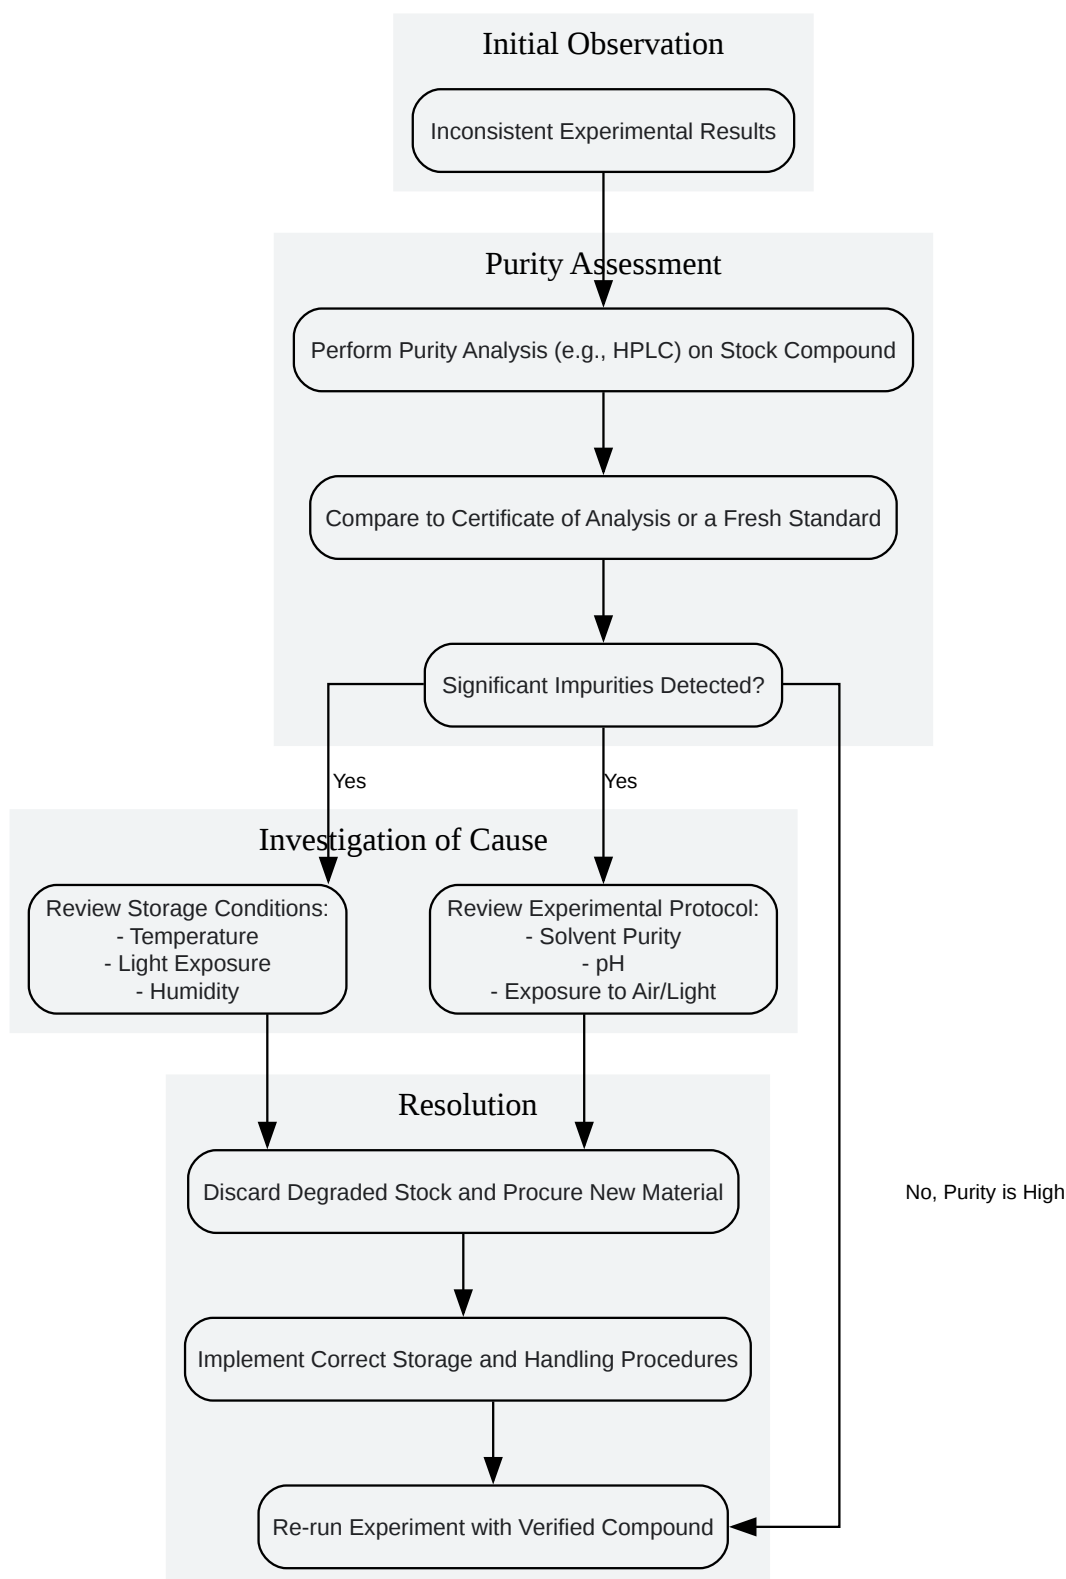 Initial Observation
Inconsistent Experimental Results
Purity Assessment
Perform Purity Analysis (e.g., HPLC) on Stock Compound
Compare to Certificate of Analysis or a Fresh Standard
Significant Impurities Detected?
Yes
Yes
Investigation of Cause
Review Storage Conditions:
- Temperature
- Light Exposure
- Humidity
Review Experimental Protocol:
- Solvent Purity
- pH
- Exposure to Air/Light
Resolution
Discard Degraded Stock and Procure New Material
No, Purity is High
Implement Correct Storage and Handling Procedures
Re-run Experiment with Verified Compound